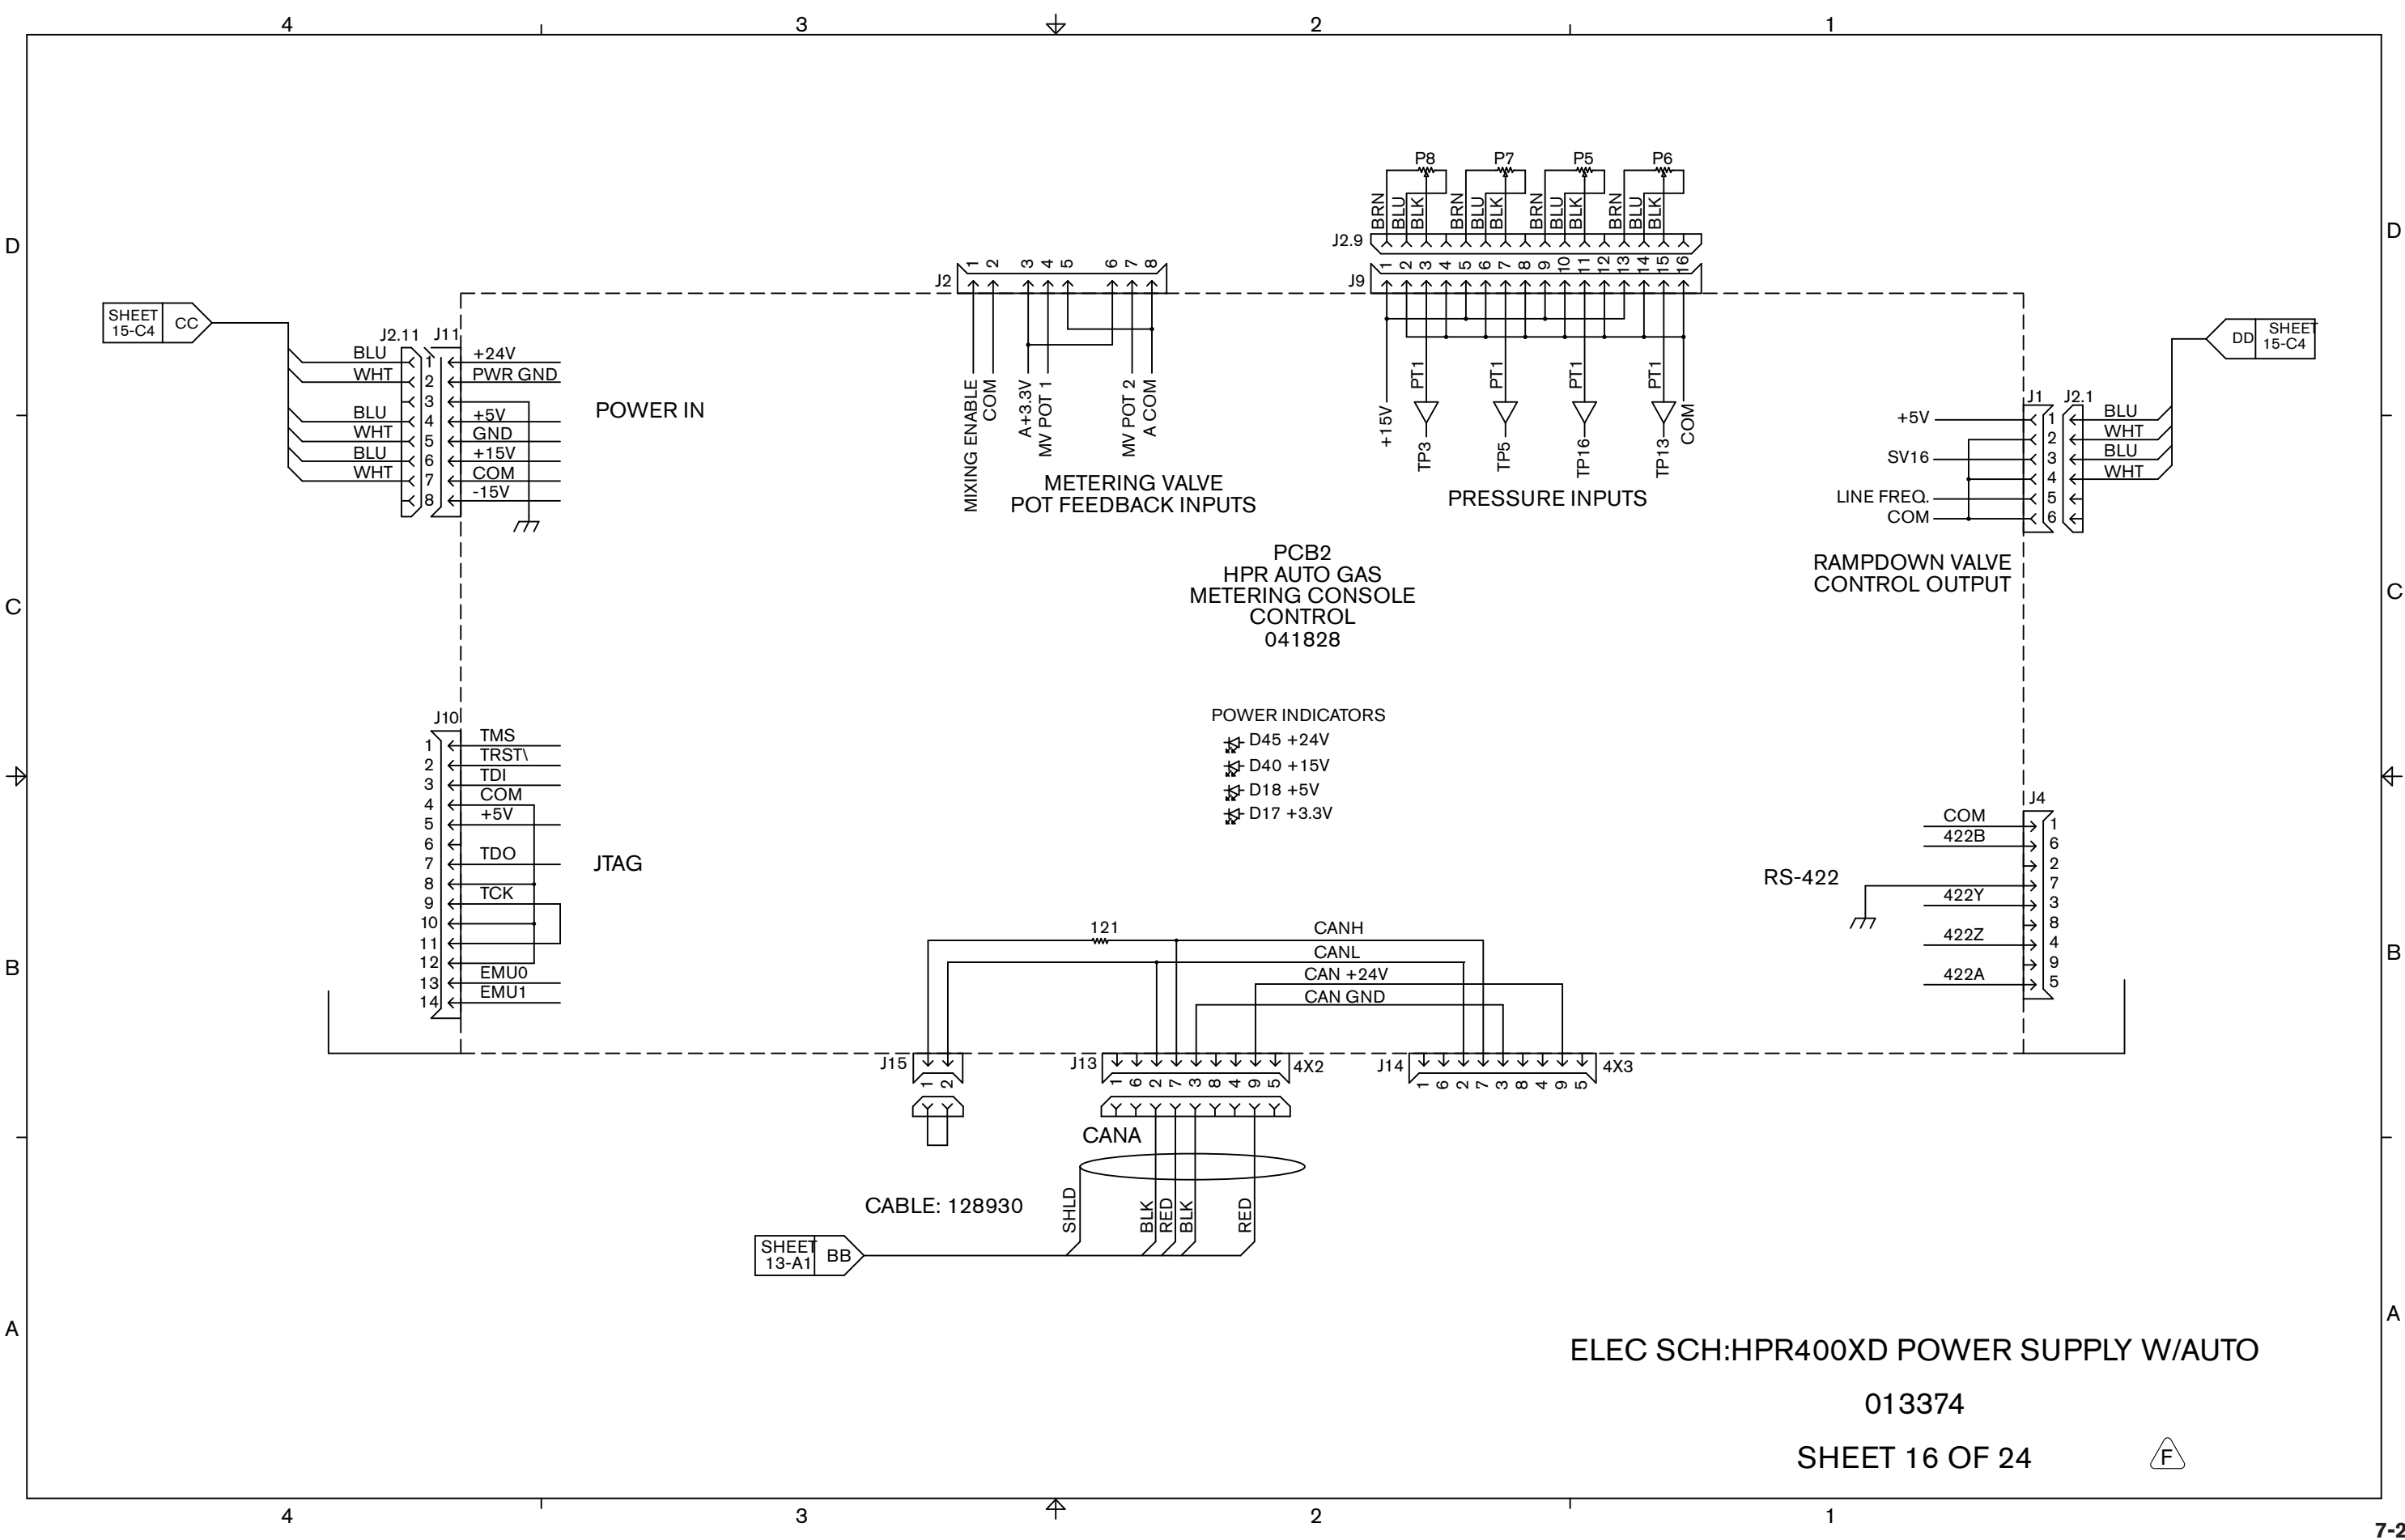 4 3 2 1
D
C
B
A
D
C
B
A
SHEET
15-C4
CC
J2.11 J11
BLU 1 +24V
WHT 2 PWR GND
3
BLU 4 +5V
WHT 5 GND
BLU 6 +15V
WHT 7 COM
8 -15V
POWER IN
J2
1 2 3 4 5 6 7 8
MIXING ENABLE
COM
A+3.3V
MV POT 1
MV POT 2
A COM
METERING VALVE
POT FEEDBACK INPUTS
P8 P7 P5 P6
BRN BLU BLK BRN BLU BLK BRN BLU BLK BRN BLU BLK
J2.9
J9
1 2 3 4 5 6 7 8 9 10 11 12 13 14 15 16
+15V
PT1 PT1 PT1 PT1
TP3 TP5 TP16 TP13
COM
PRESSURE INPUTS
DD
SHEET
15-C4
J1 J2.1
+5V 1 BLU
2 WHT
SV16 3 BLU
4 WHT
LINE FREQ. 5
COM 6
RAMPDOWN VALVE
CONTROL OUTPUT
PCB2
HPR AUTO GAS
METERING CONSOLE
CONTROL
041828
POWER INDICATORS
D45 +24V
D40 +15V
D18 +5V
D17 +3.3V
J10
1 TMS
2 TRST\
3 TDI
4 COM
5 +5V
6
7 TDO
8
9 TCK
10
11
12
13 EMU0
14 EMU1
JTAG
J4
COM 1
422B 6
2
7
422Y 3
8
422Z 4
9
422A 5
RS-422
121
CANH
CANL
CAN +24V
CAN GND
J15
1 2
J13
1 6 2 7 3 8 4 9 5
4X2
J14
1 6 2 7 3 8 4 9 5
4X3
CANA
CABLE: 128930
SHLD BLK RED BLK RED
SHEET
13-A1
BB
ELEC SCH:HPR400XD POWER SUPPLY W/AUTO
013374
SHEET 16 OF 24
F
4 3 2 1